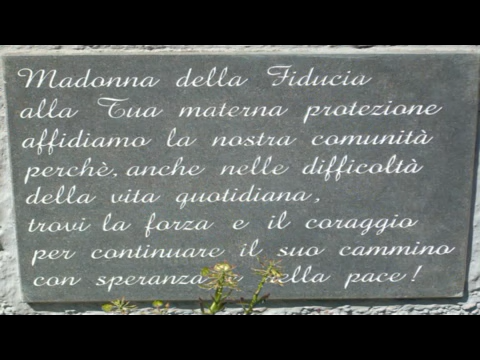 Madonna della Fiducia
alla Tua materna protezione
affidiamo la nostra comunità
perchè, anche nelle difficoltà
della vita quotidiana,
trovi la forza e il coraggio
per continuare il suo cammino
con speranza e nella pace!